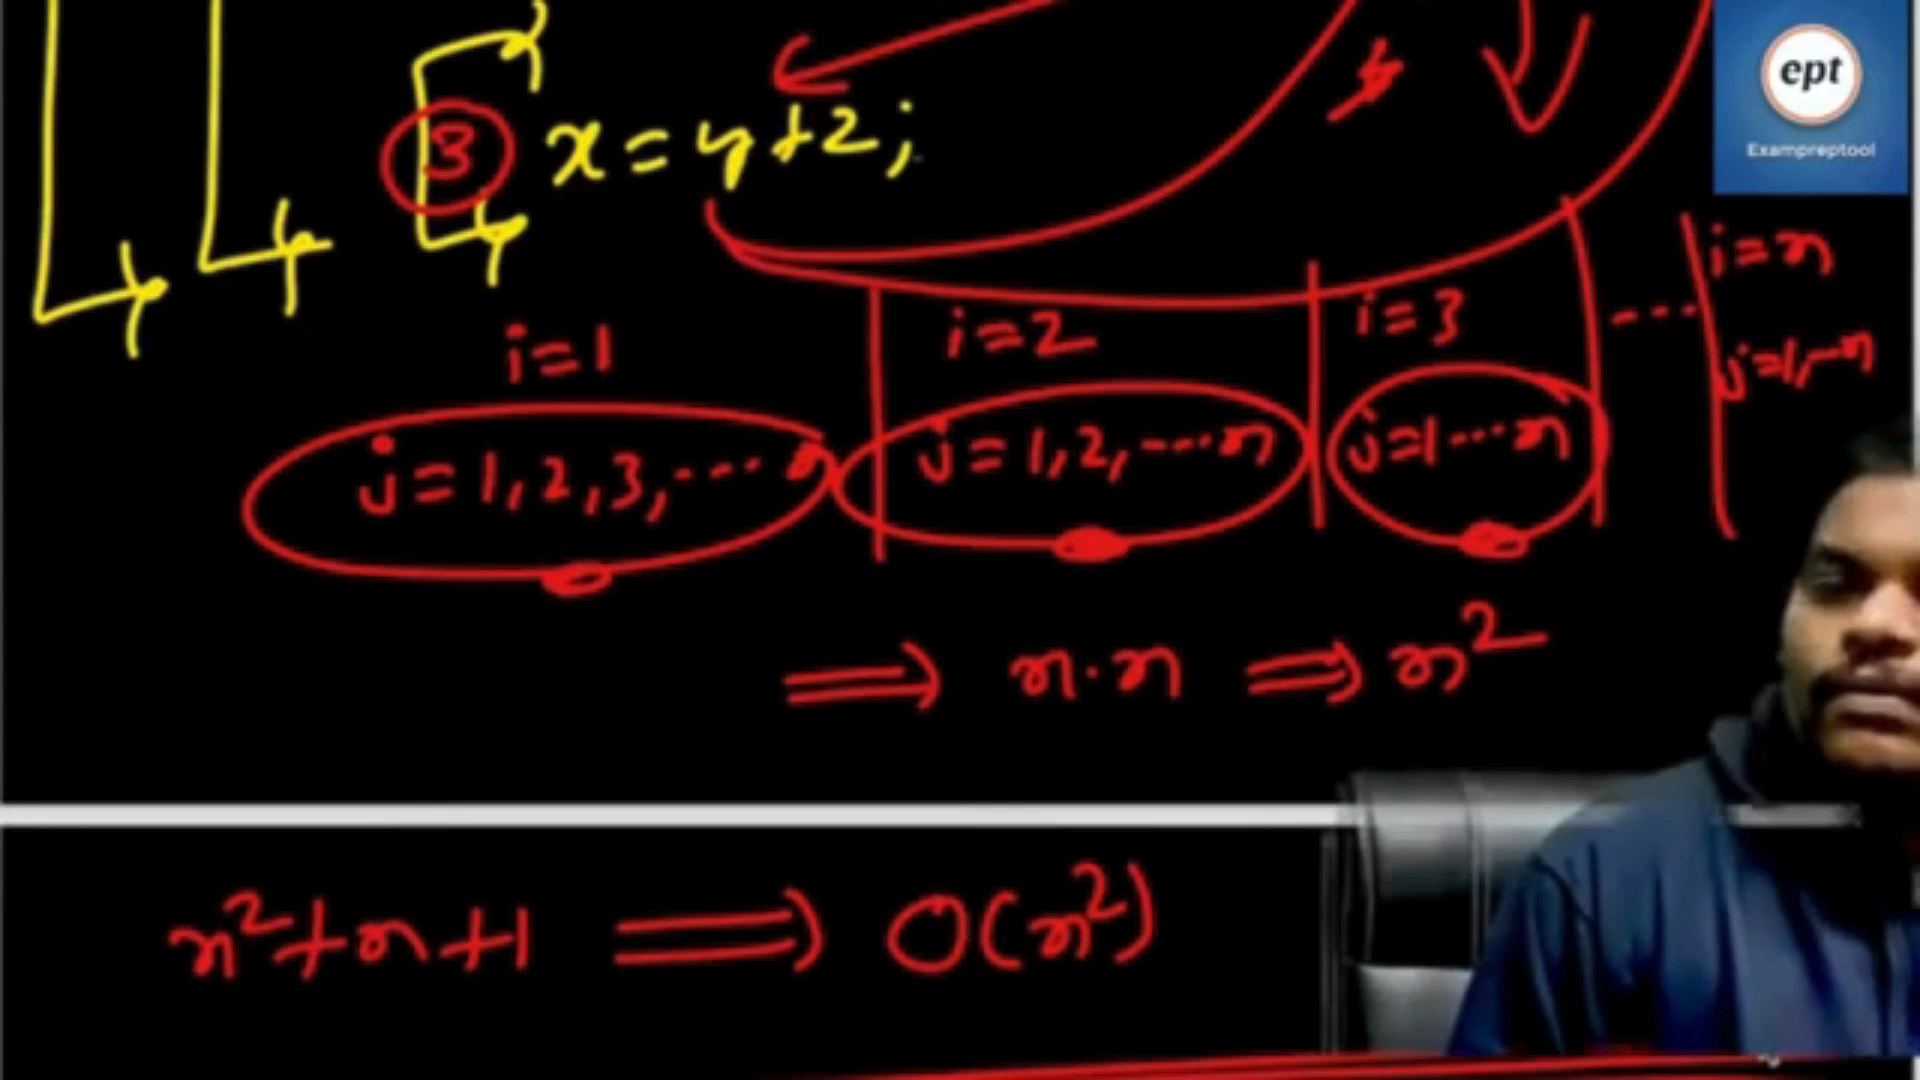 ept
Exampreptool
3 x=y+2;
i=1
i=2
i=3
i=n
j=1,2,3,....n
j=1,2,....n
j=1...n
...
j=1,..n
⟹ n·n ⟹ n²
n²+n+1 ⟹ O(n²)